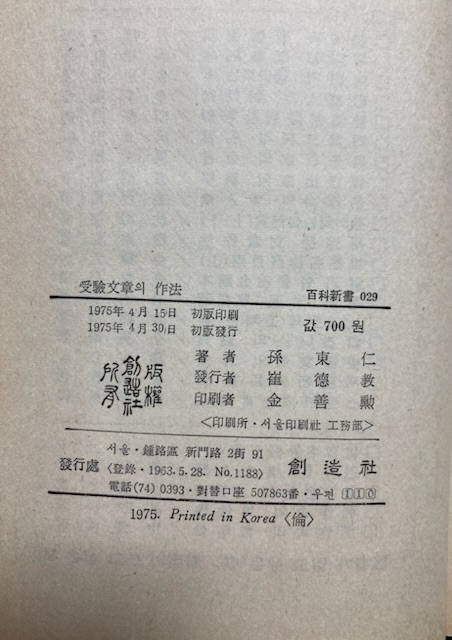 受驗文章의 作法
百科新書 029
1975年 4月 15日 初版印刷
1975年 4月 30日 初版發行
값 700 원
版權
創造社
所有
著者 孫東仁
發行者 崔德教
印刷者 金善勳
<印刷所·서울印刷社 工務部>
서울·鍾路區 新門路 2街 91
發行處 〈登錄·1963.5.28. No.1188〉 創造社
電話(74) 0393·對替口座 507863番·우편 110
1975. Printed in Korea 〈倫〉